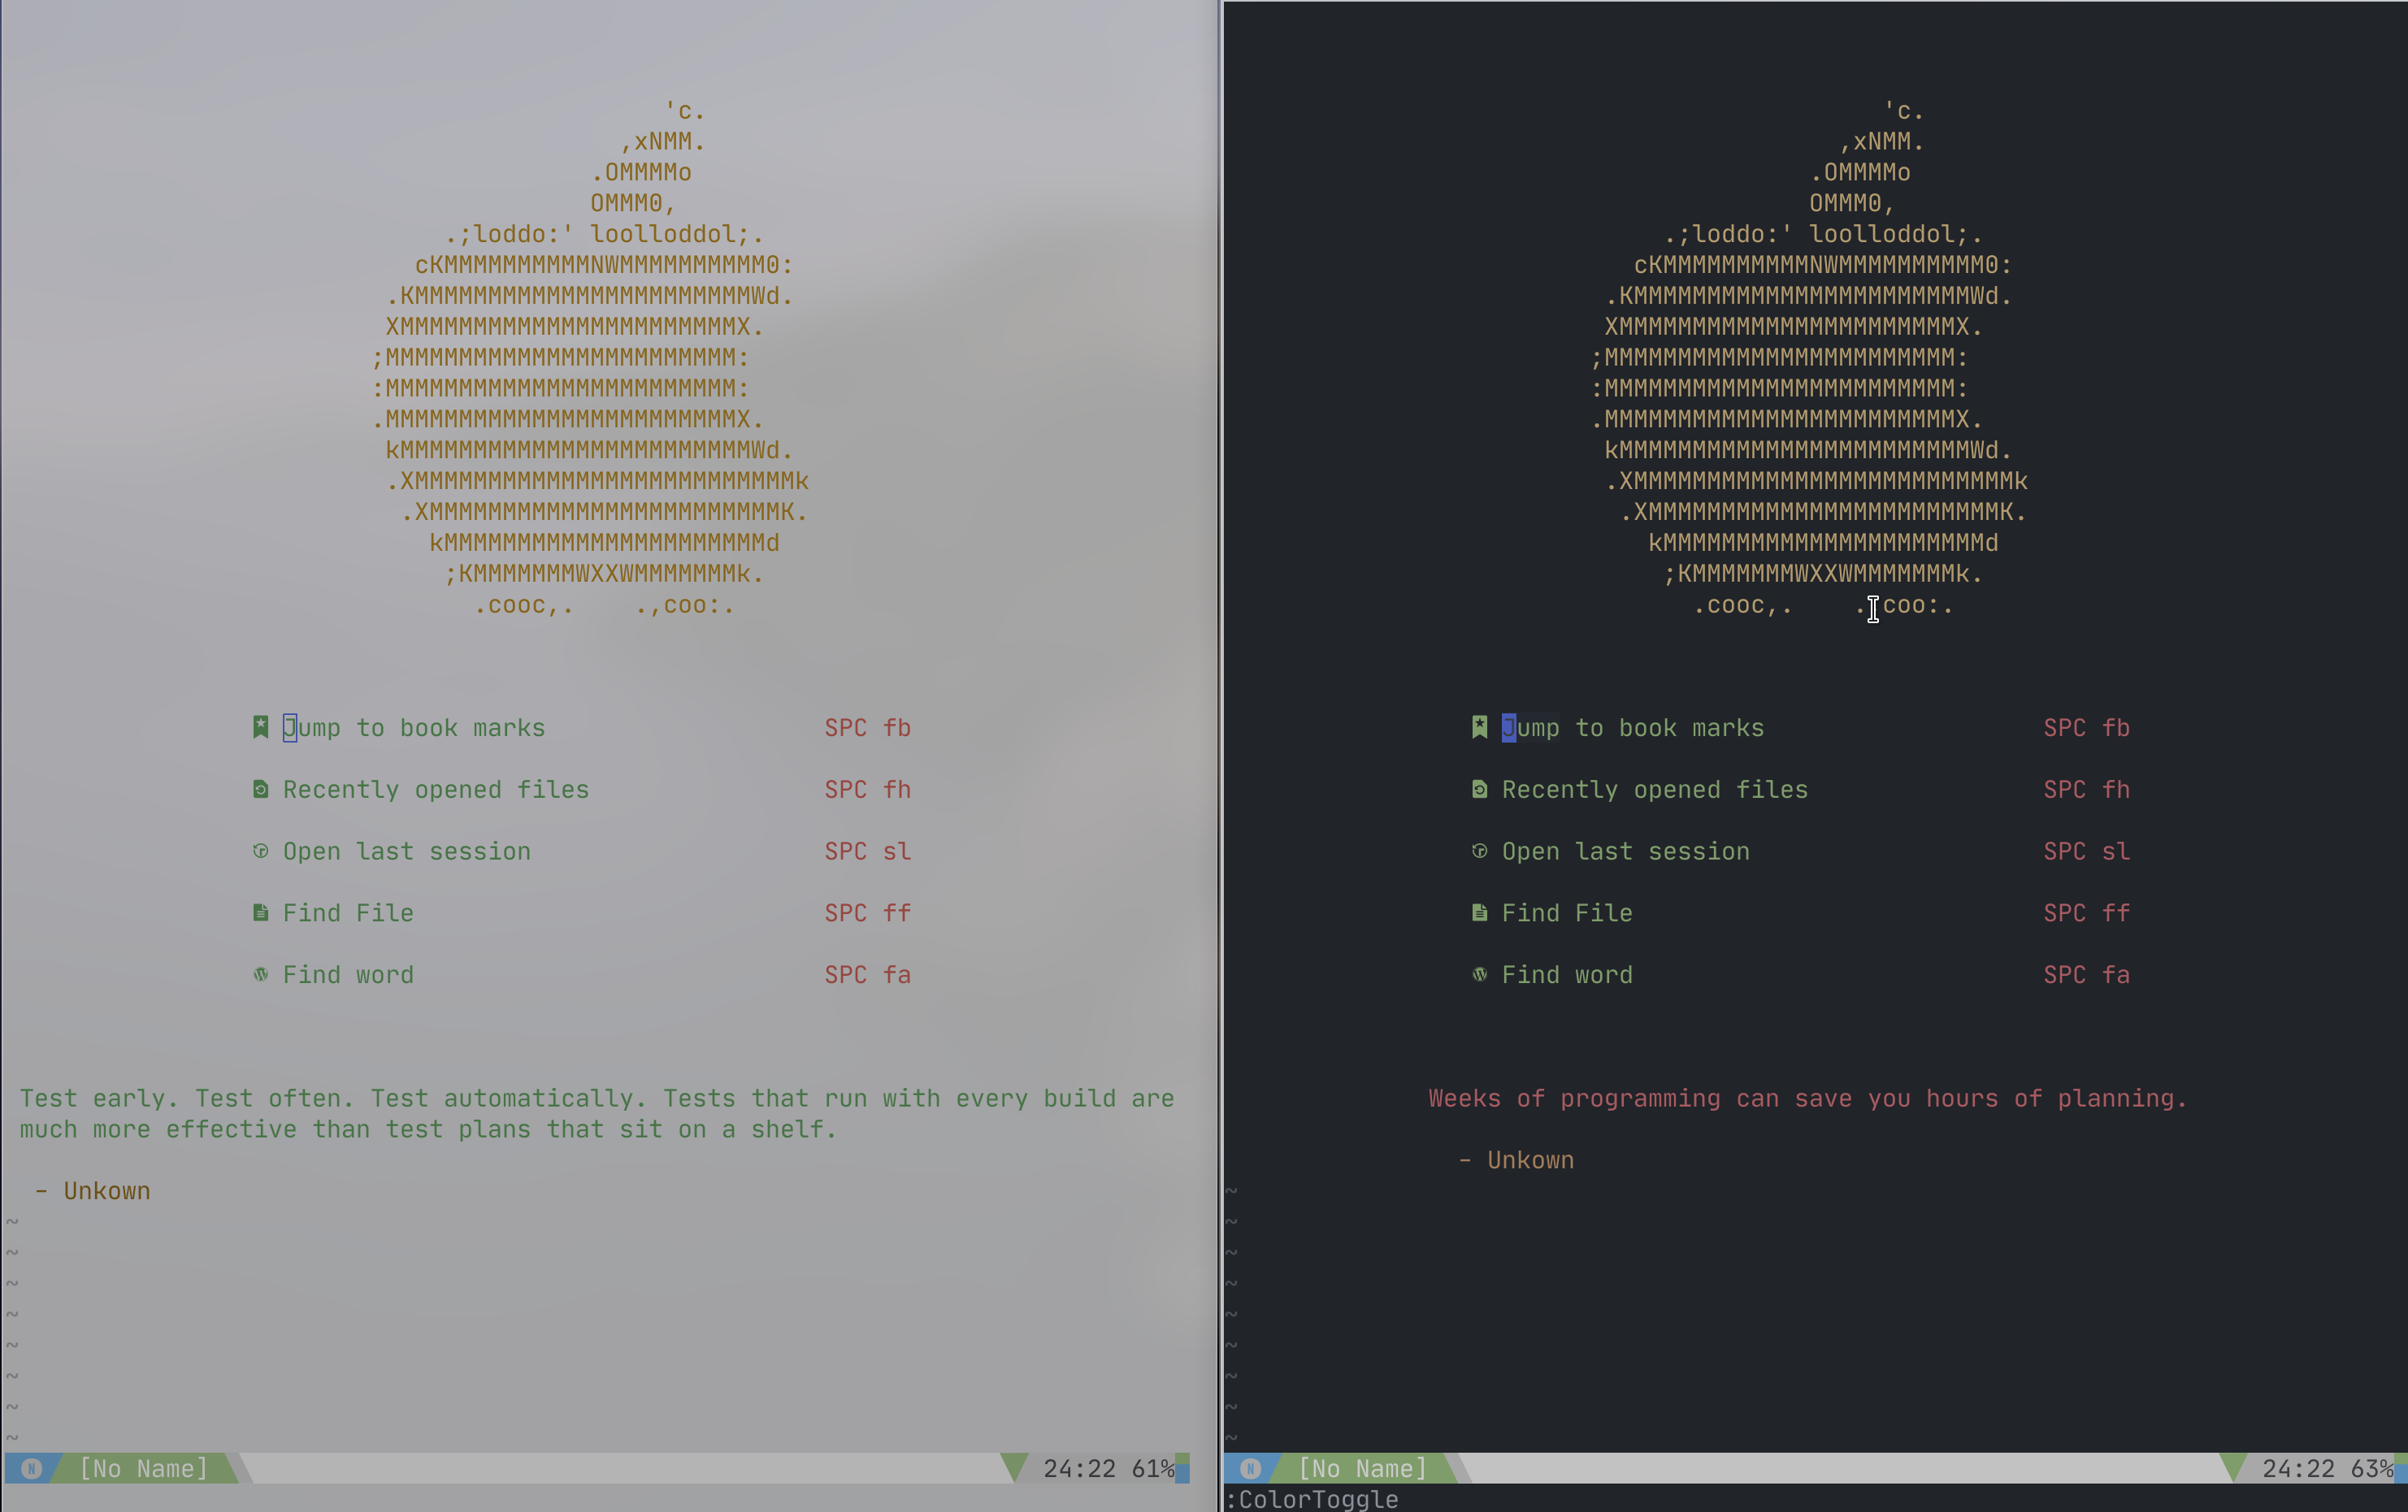 'c.
,xNMM.
.OMMMMo
OMMM0,
.;loddo:' loolloddol;.
cKMMMMMMMMMMNWMMMMMMMMMM0:
.KMMMMMMMMMMMMMMMMMMMMMMMWd.
XMMMMMMMMMMMMMMMMMMMMMMMX.
;MMMMMMMMMMMMMMMMMMMMMMMM:
:MMMMMMMMMMMMMMMMMMMMMMMM:
.MMMMMMMMMMMMMMMMMMMMMMMMX.
kMMMMMMMMMMMMMMMMMMMMMMMMWd.
.XMMMMMMMMMMMMMMMMMMMMMMMMMMk
.XMMMMMMMMMMMMMMMMMMMMMMMMK.
kMMMMMMMMMMMMMMMMMMMMMMd
;KMMMMMMMWXXWMMMMMMMk.
.cooc,. .,coo:.
Jump to book marks SPC fb
Recently opened files SPC fh
Open last session SPC sl
Find File SPC ff
Find word SPC fa
Test early. Test often. Test automatically. Tests that run with every build are
much more effective than test plans that sit on a shelf.
- Unkown
~
~
~
~
~
~
~
~
N [No Name] 24:22 61%
'c.
,xNMM.
.OMMMMo
OMMM0,
.;loddo:' loolloddol;.
cKMMMMMMMMMMNWMMMMMMMMMM0:
.KMMMMMMMMMMMMMMMMMMMMMMMWd.
XMMMMMMMMMMMMMMMMMMMMMMMX.
;MMMMMMMMMMMMMMMMMMMMMMMM:
:MMMMMMMMMMMMMMMMMMMMMMMM:
.MMMMMMMMMMMMMMMMMMMMMMMMX.
kMMMMMMMMMMMMMMMMMMMMMMMMWd.
.XMMMMMMMMMMMMMMMMMMMMMMMMMMk
.XMMMMMMMMMMMMMMMMMMMMMMMMK.
kMMMMMMMMMMMMMMMMMMMMMMd
;KMMMMMMMWXXWMMMMMMMk.
.cooc,. . coo:.
Jump to book marks SPC fb
Recently opened files SPC fh
Open last session SPC sl
Find File SPC ff
Find word SPC fa
Weeks of programming can save you hours of planning.
- Unkown
~
~
~
~
~
~
~
~
~
N [No Name] 24:22 63%
:ColorToggle